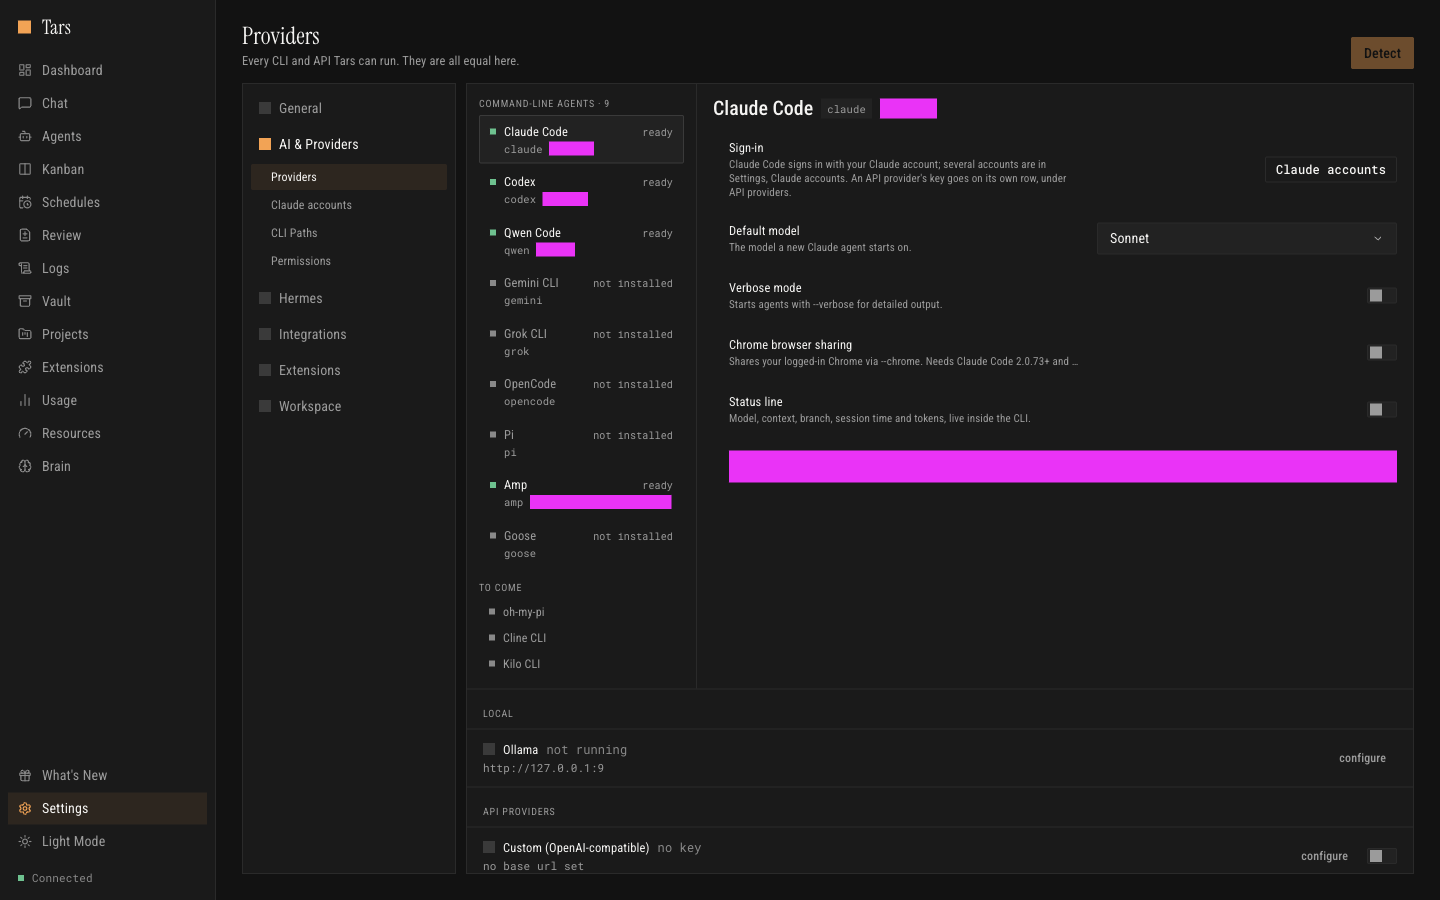 Tars
Dashboard
Chat
Agents
Kanban
Schedules
Review
Logs
Vault
Projects
Extensions
Usage
Resources
Brain
What's New
Settings
Light Mode
Connected
Providers
Every CLI and API Tars can run. They are all equal here.
Detect
General
AI & Providers
Providers
Claude accounts
CLI Paths
Permissions
Hermes
Integrations
Extensions
Workspace
COMMAND-LINE AGENTS · 9
Claude Code ready
claude
Codex ready
codex
Qwen Code ready
qwen
Gemini CLI not installed
gemini
Grok CLI not installed
grok
OpenCode not installed
opencode
Pi not installed
pi
Amp ready
amp
Goose not installed
goose
TO COME
oh-my-pi
Cline CLI
Kilo CLI
Claude Code claude
Sign-in
Claude Code signs in with your Claude account; several accounts are in
Settings, Claude accounts. An API provider's key goes on its own row, under
API providers.
Claude accounts
Default model
The model a new Claude agent starts on.
Sonnet
Verbose mode
Starts agents with --verbose for detailed output.
Chrome browser sharing
Shares your logged-in Chrome via --chrome. Needs Claude Code 2.0.73+ and ...
Status line
Model, context, branch, session time and tokens, live inside the CLI.
LOCAL
Ollama not running
http://127.0.0.1:9
configure
API PROVIDERS
Custom (OpenAI-compatible) no key
no base url set
configure